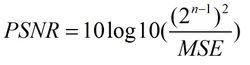 PSNR = 10log10((2^{n-1})^2 / MSE)